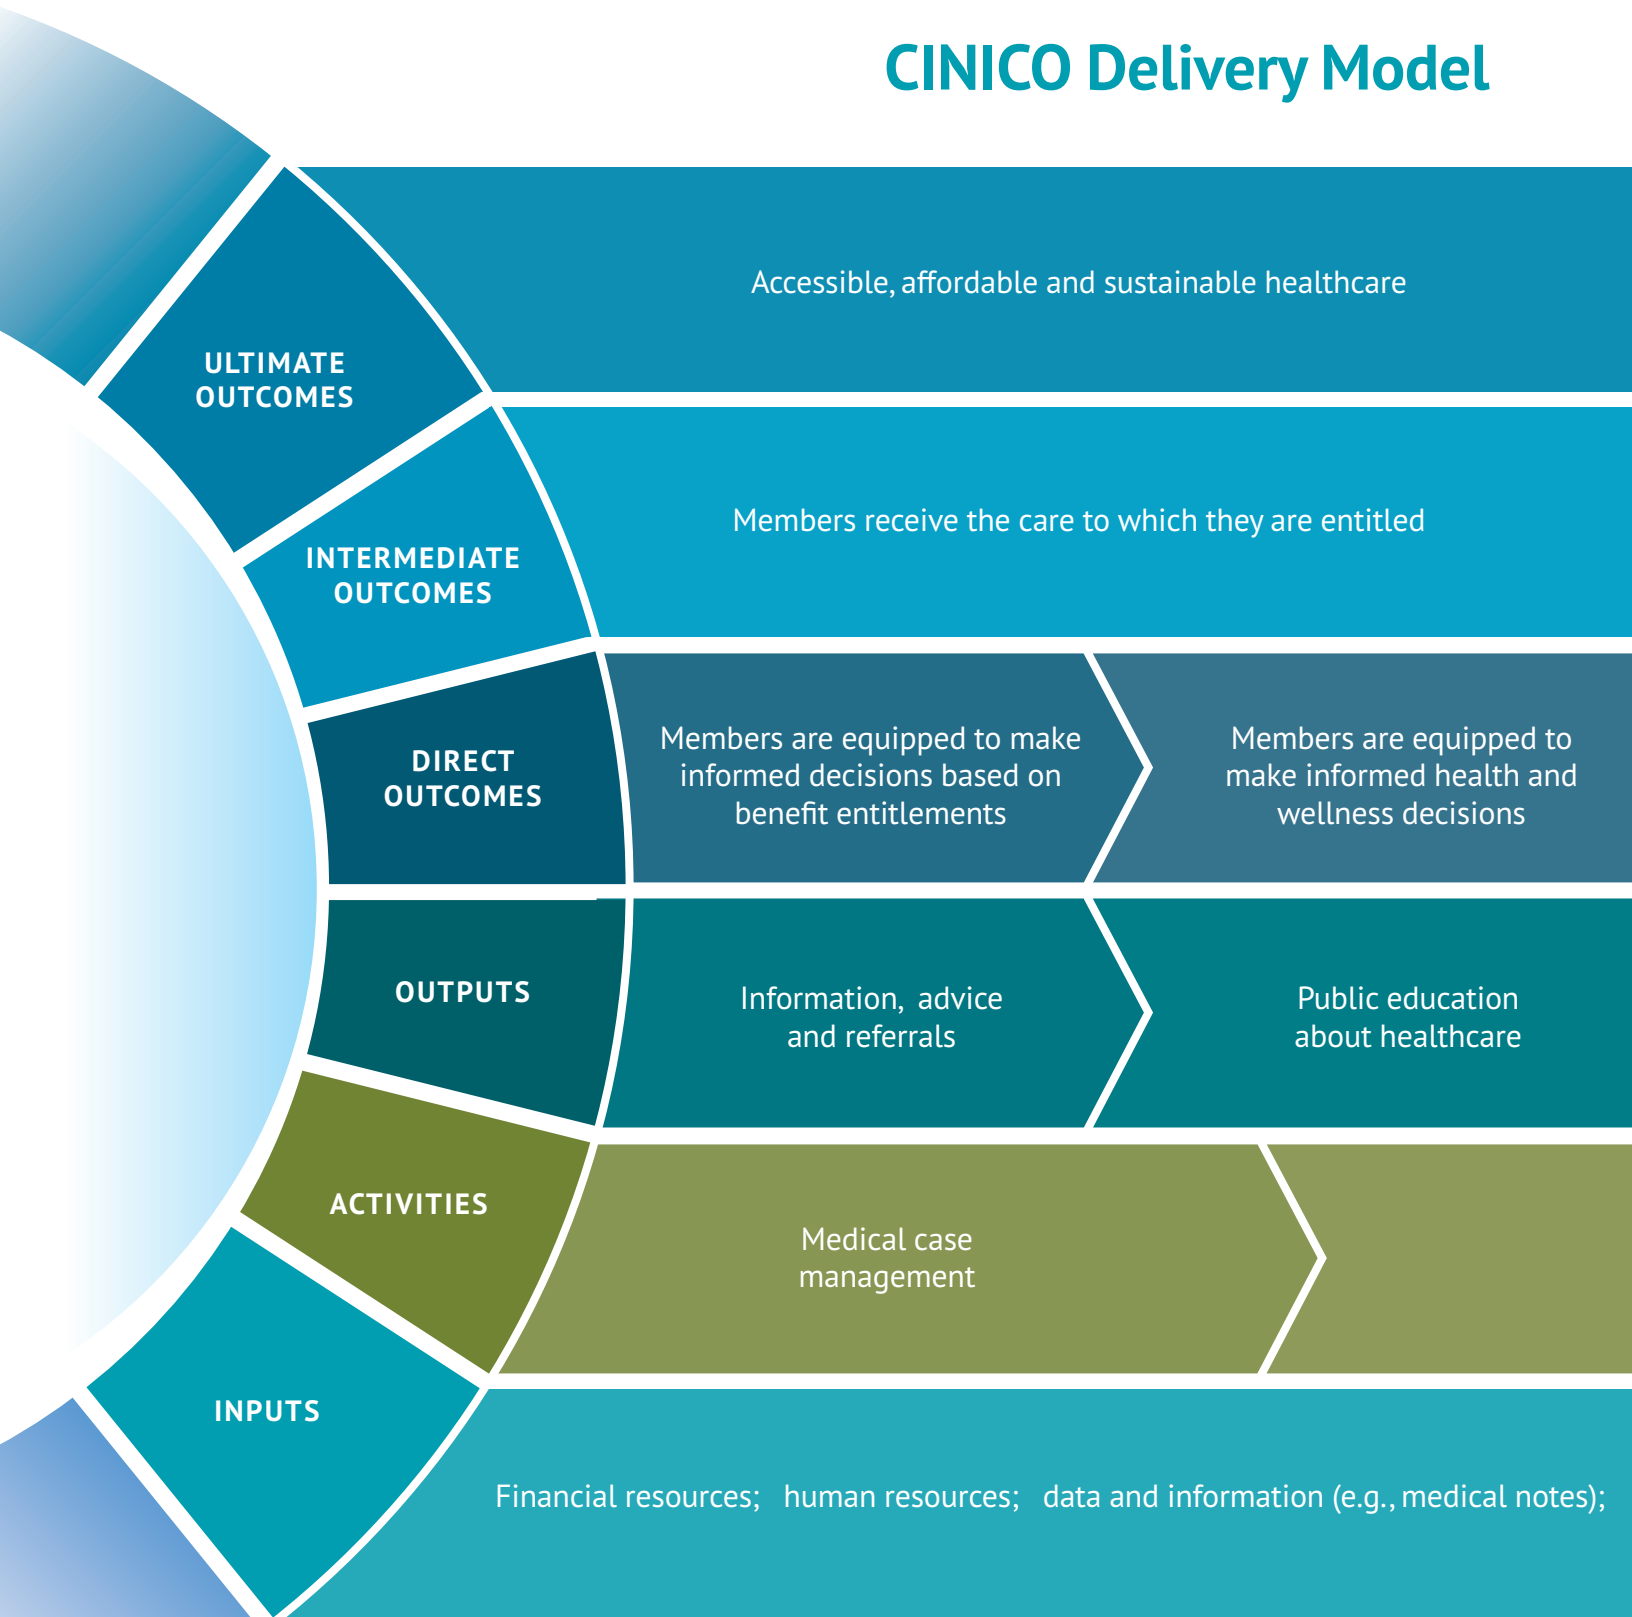 CINICO Delivery Model
ULTIMATE
OUTCOMES
Accessible, affordable and sustainable healthcare
INTERMEDIATE
OUTCOMES
Members receive the care to which they are entitled
DIRECT
OUTCOMES
Members are equipped to make
informed decisions based on
benefit entitlements
Members are equipped to
make informed health and
wellness decisions
OUTPUTS
Information, advice
and referrals
Public education
about healthcare
ACTIVITIES
Medical case
management
INPUTS
Financial resources; human resources; data and information (e.g., medical notes);